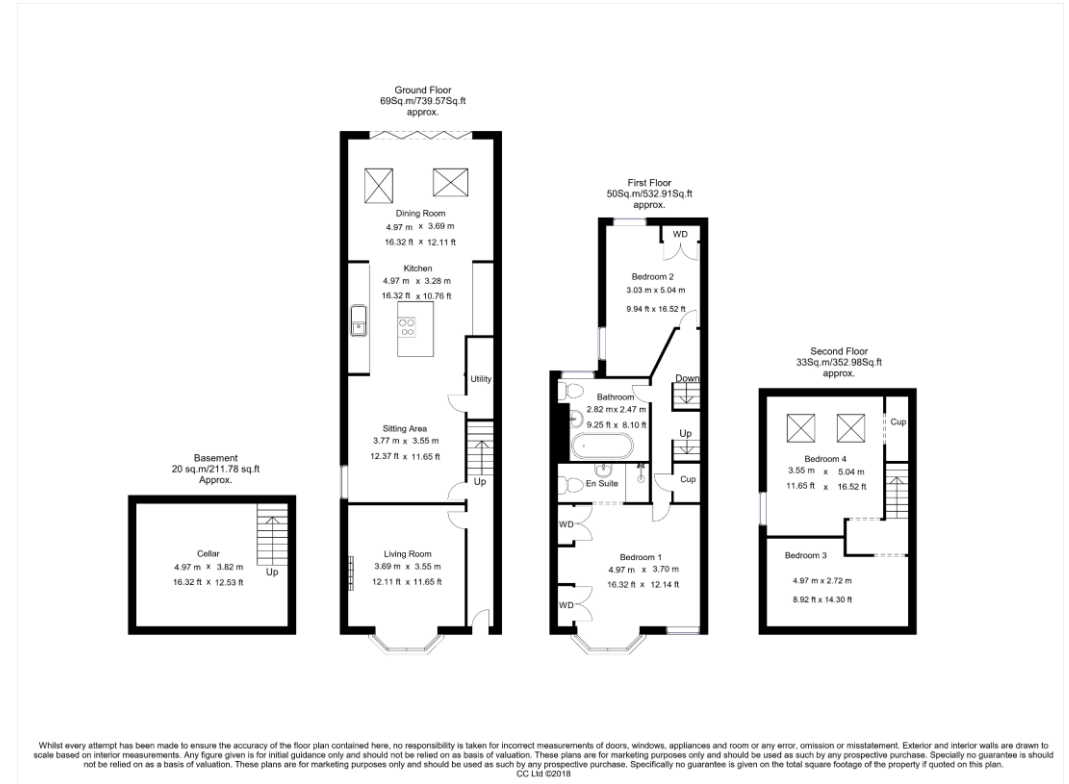 Ground Floor
69Sq.m/739.57Sq.ft
approx.
Dining Room
4.97 m x 3.69 m
16.32 ft x 12.11 ft
Kitchen
4.97 m x 3.28 m
16.32 ft x 10.76 ft
Utility
Sitting Area
3.77 m x 3.55 m
12.37 ft x 11.65 ft
Up
Living Room
3.69 m x 3.55 m
12.11 ft x 11.65 ft
Basement
20 sq.m/211.78 sq.ft
Approx.
Cellar
4.97 m x 3.82 m
16.32 ft x 12.53 ft
Up
First Floor
50Sq.m/532.91Sq.ft
approx.
WD
Bedroom 2
3.03 m x 5.04 m
9.94 ft x 16.52 ft
Down
Bathroom
2.82 m x 2.47 m
9.25 ft x 8.10 ft
Up
En Suite
Cup
WD
Bedroom 1
4.97 m x 3.70 m
16.32 ft x 12.14 ft
WD
Second Floor
33Sq.m/352.98Sq.ft
approx.
Cup
Bedroom 4
3.55 m x 5.04 m
11.65 ft x 16.52 ft
Bedroom 3
4.97 m x 2.72 m
8.92 ft x 14.30 ft
Whilst every attempt has been made to ensure the accuracy of the floor plan contained here, no responsibility is taken for incorrect measurements of doors, windows, appliances and room or any error, omission or misstatement. Exterior and interior walls are drawn to
scale based on interior measurements. Any figure given is for initial guidance only and should not be relied on as basis of valuation. These plans are for marketing purposes only and should be used as such by any prospective purchase. Specially no guarantee is should
not be relied on as a basis of valuation. These plans are for marketing purposes only and should be used as such by any prospective purchase. Specifically no guarantee is given on the total square footage of the property if quoted on this plan.
CC Ltd ©2018